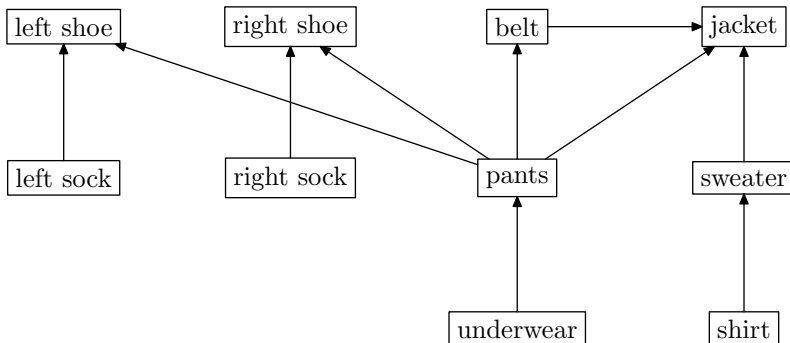 left shoe
right shoe
belt
jacket
left sock
right sock
pants
sweater
underwear
shirt